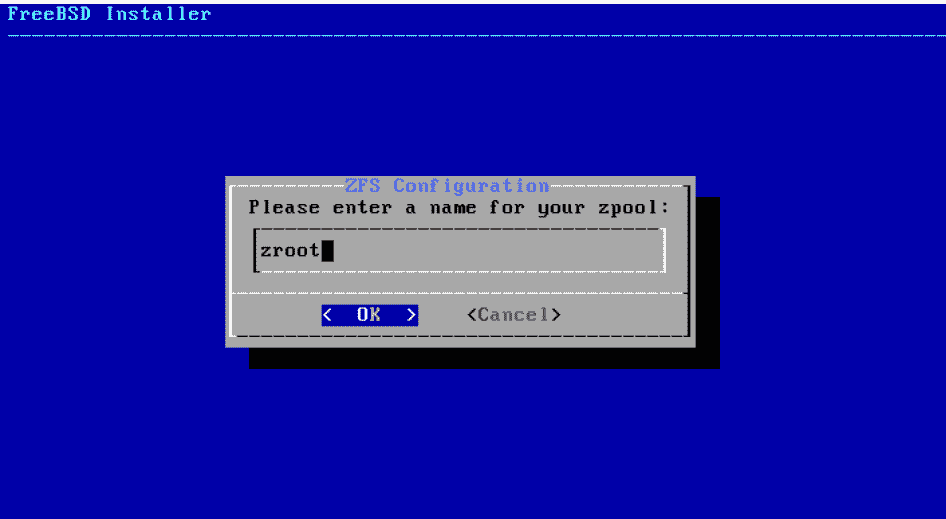 FreeBSD Installer
ZFS Configuration
Please enter a name for your zpool:
zroot
< OK > <Cancel>